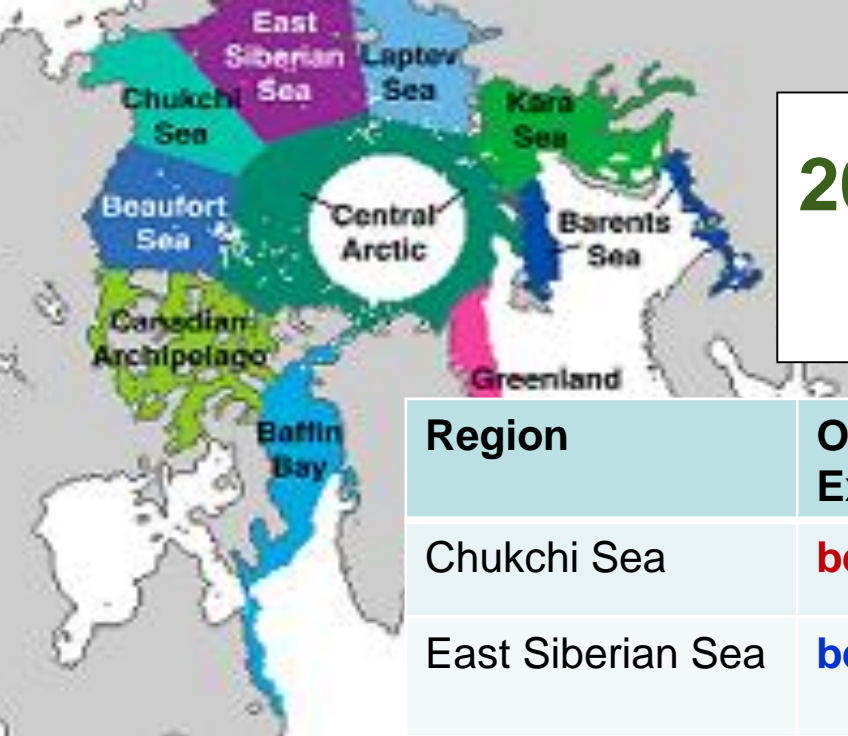 East
Siberian
Sea
Laptev
Sea
Chukchi
Sea
Kara
Sea
Beaufort
Sea
Central
Arctic
Barents
Sea
Canadian
Archipelago
Greenland
Baffin
Bay
Region
Chukchi Sea
East Siberian Sea